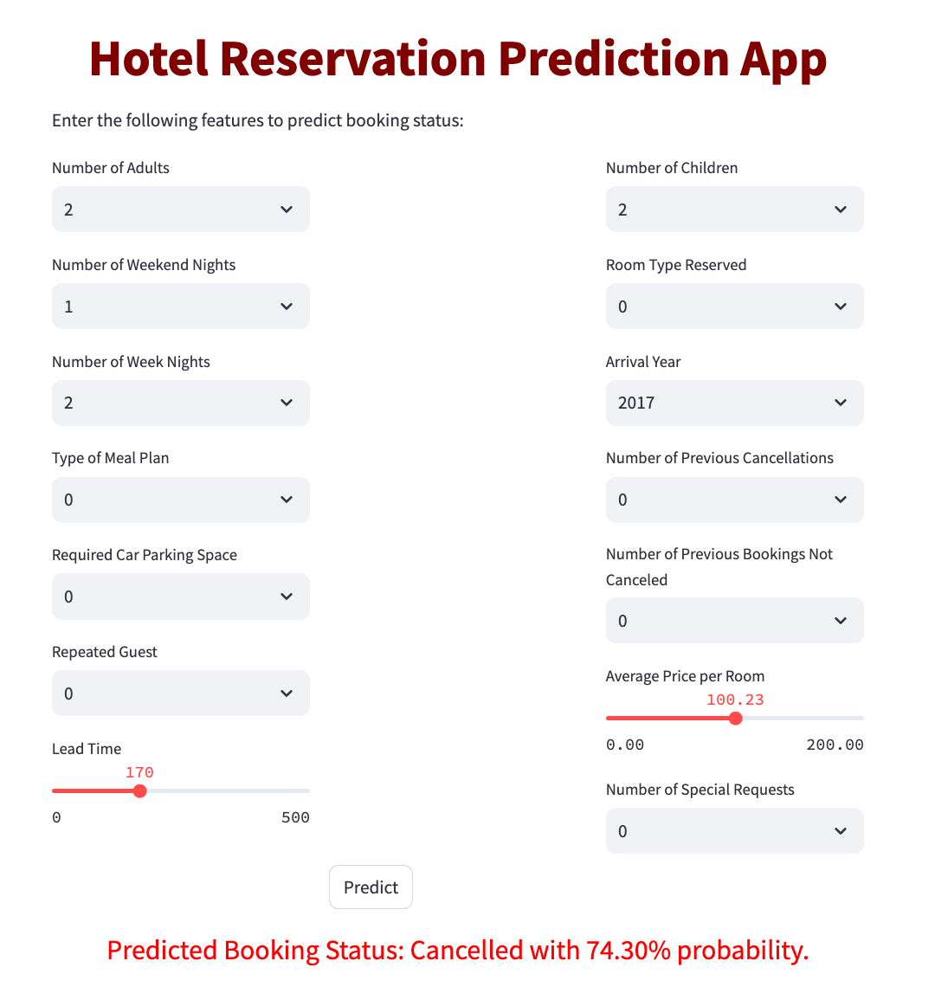 Hotel Reservation Prediction App
Enter the following features to predict booking status:
Number of Adults
2
Number of Weekend Nights
1
Number of Week Nights
2
Type of Meal Plan
0
Required Car Parking Space
0
Repeated Guest
0
Lead Time
170
0 500
Number of Children
2
Room Type Reserved
0
Arrival Year
2017
Number of Previous Cancellations
0
Number of Previous Bookings Not
Canceled
0
Average Price per Room
100.23
0.00 200.00
Number of Special Requests
0
Predict
Predicted Booking Status: Cancelled with 74.30% probability.